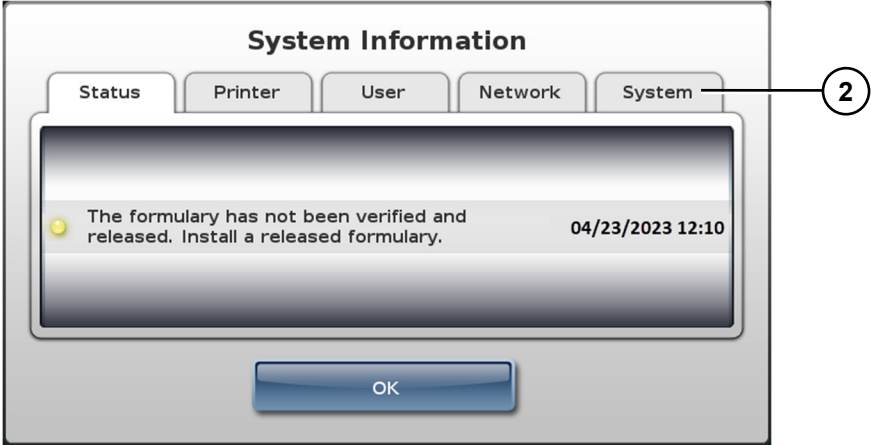 System Information
Status Printer User Network System
2
The formulary has not been verified and
released. Install a released formulary.
04/23/2023 12:10
OK